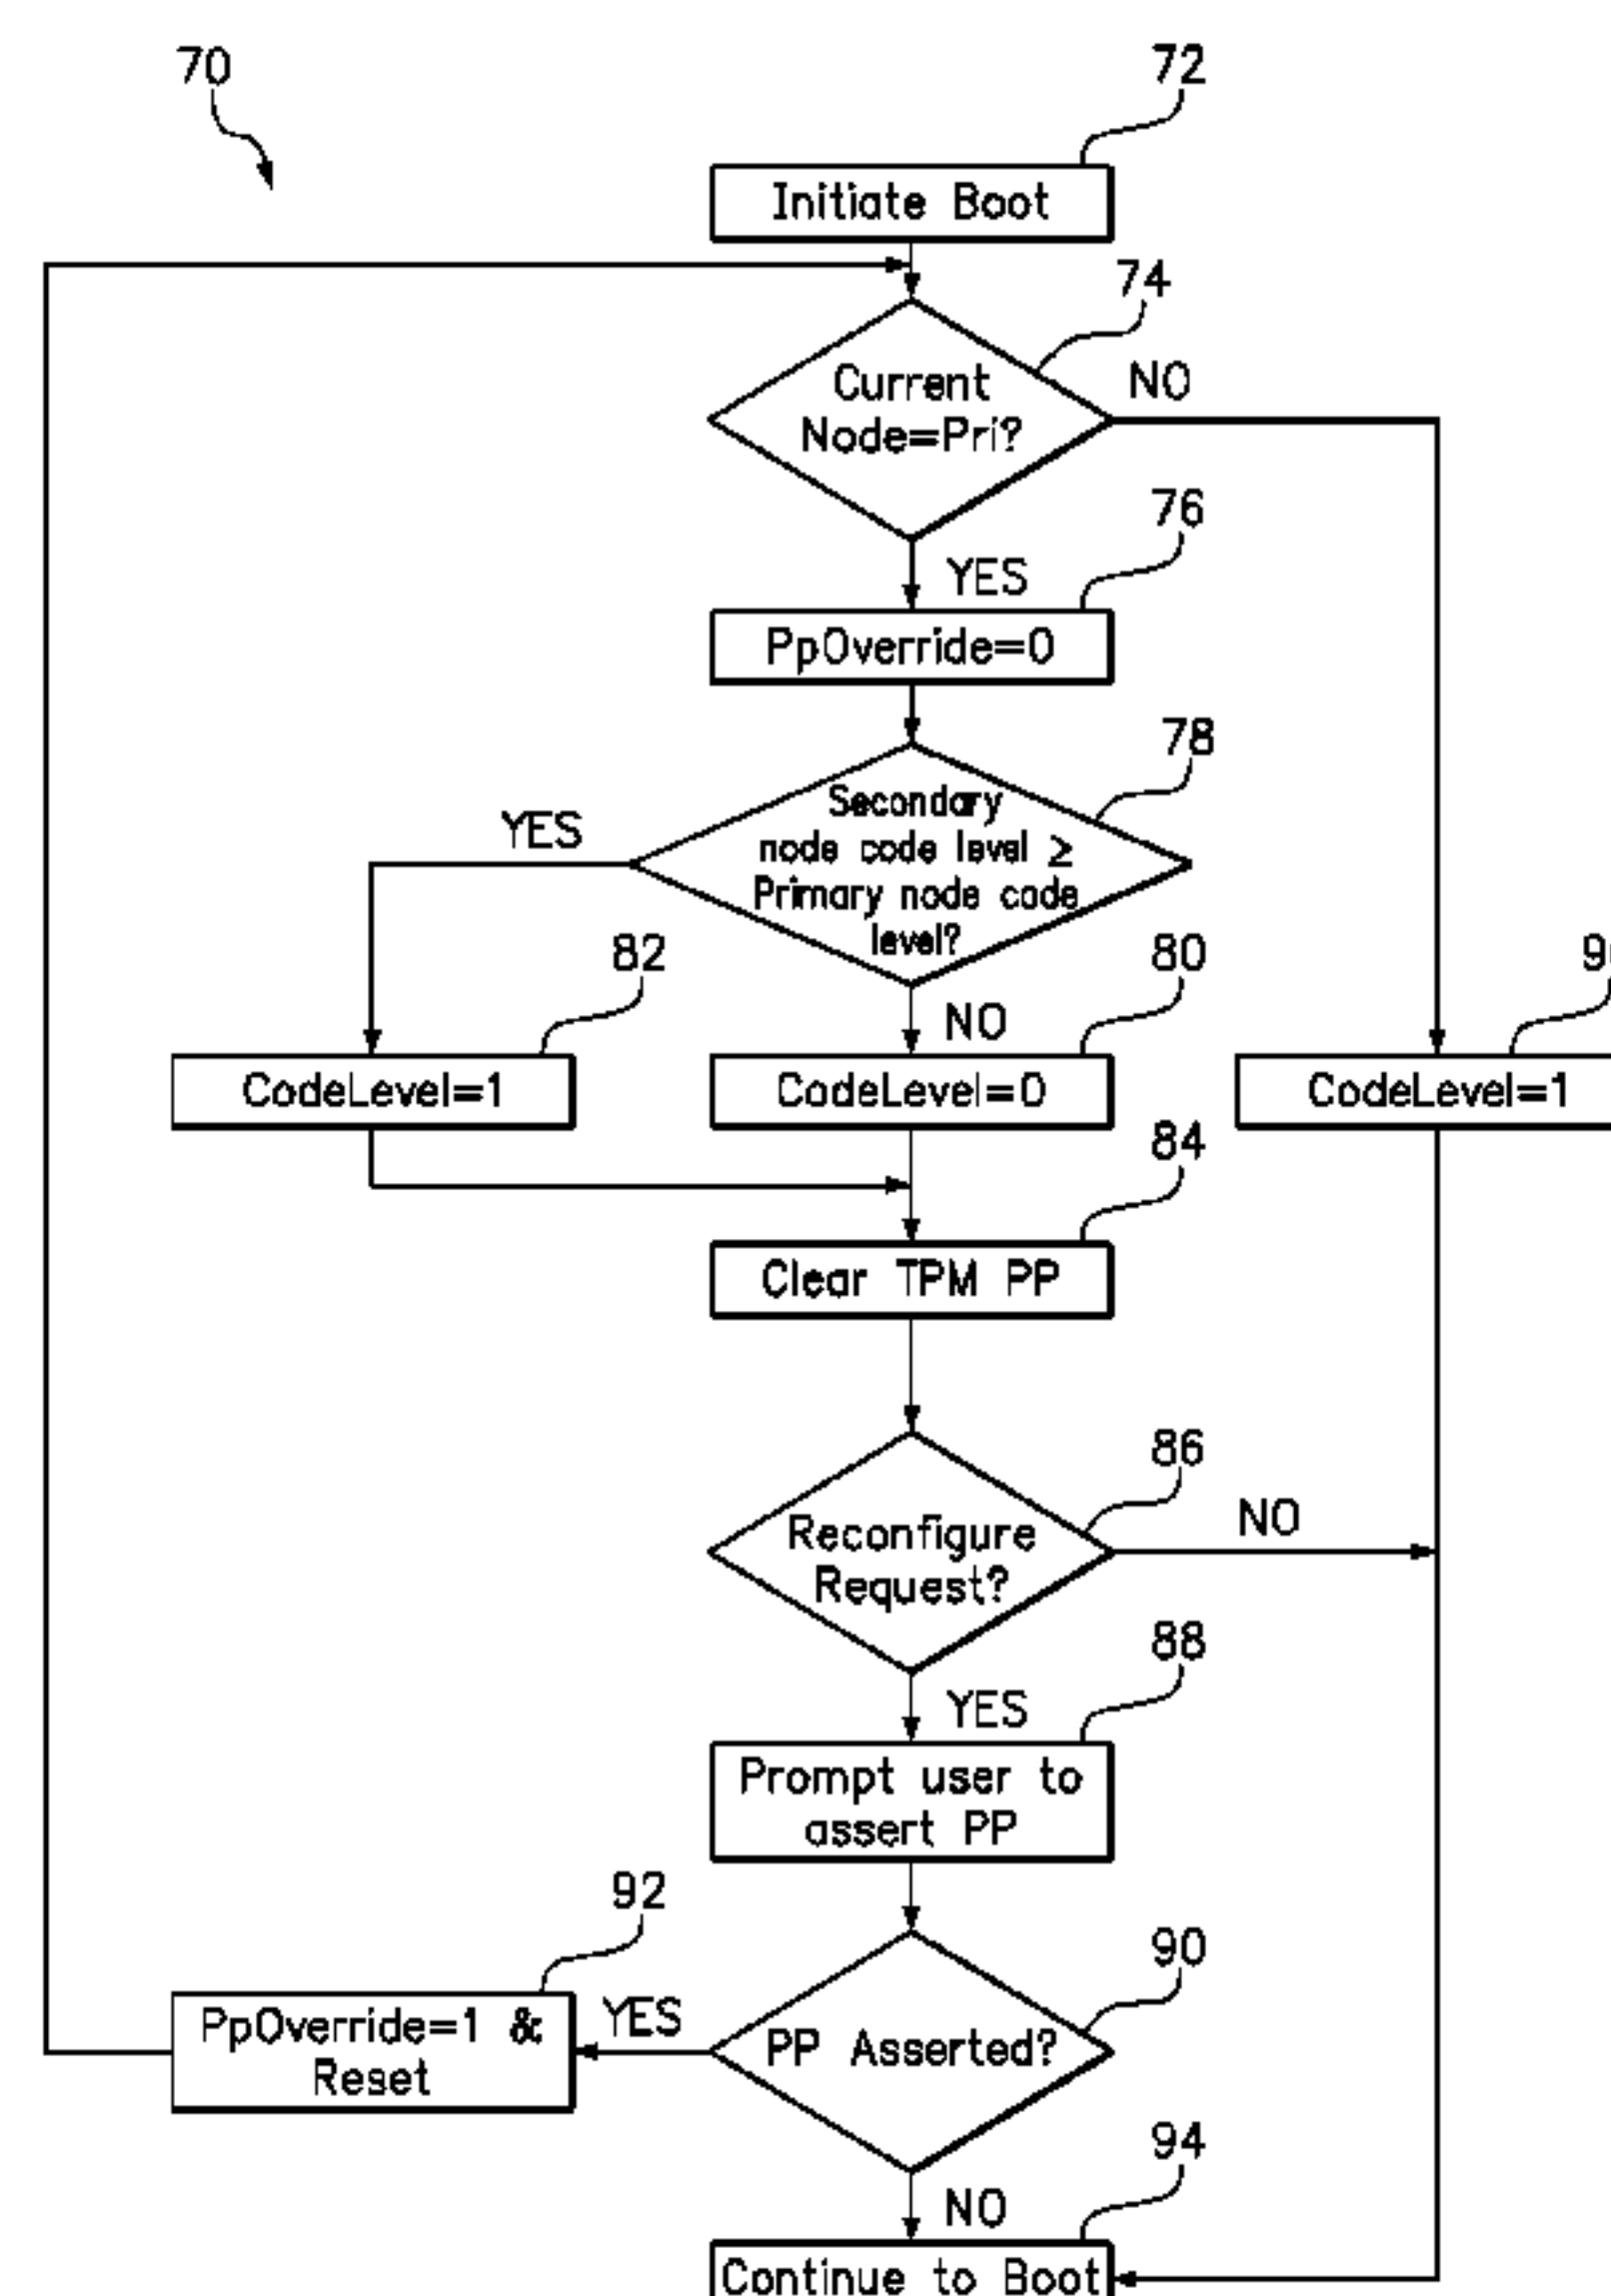 70
72
Initiate Boot
74
Current
Node=Pri?
NO
76
YES
PpOverride=0
78
Secondary
node code level ≥
Primary node code
level?
YES
82
80
NO
CodeLevel=1
CodeLevel=0
CodeLevel=1
84
Clear TPM PP
86
Reconfigure
Request?
NO
88
YES
Prompt user to
assert PP
92
90
PpOverride=1 &
Reset
YES
PP Asserted?
94
NO
Continue to Boot